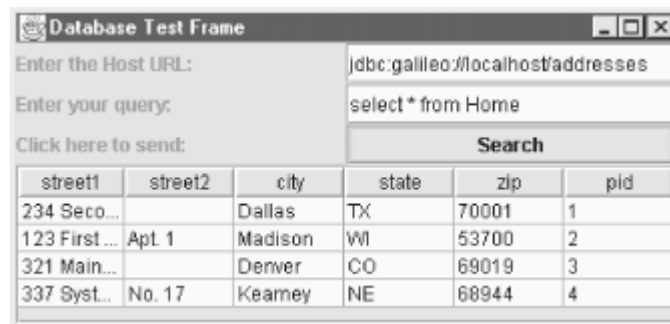 Database Test Frame
Enter the Host URL: jdbc:galileo://localhost/addresses
Enter your query: select * from Home
Click here to send: Search
street1 street2 city state zip pid
234 Seco... Dallas TX 70001 1
123 First ... Apt. 1 Madison WI 53700 2
321 Main... Denver CO 69019 3
337 Syst... No. 17 Kearney NE 68944 4